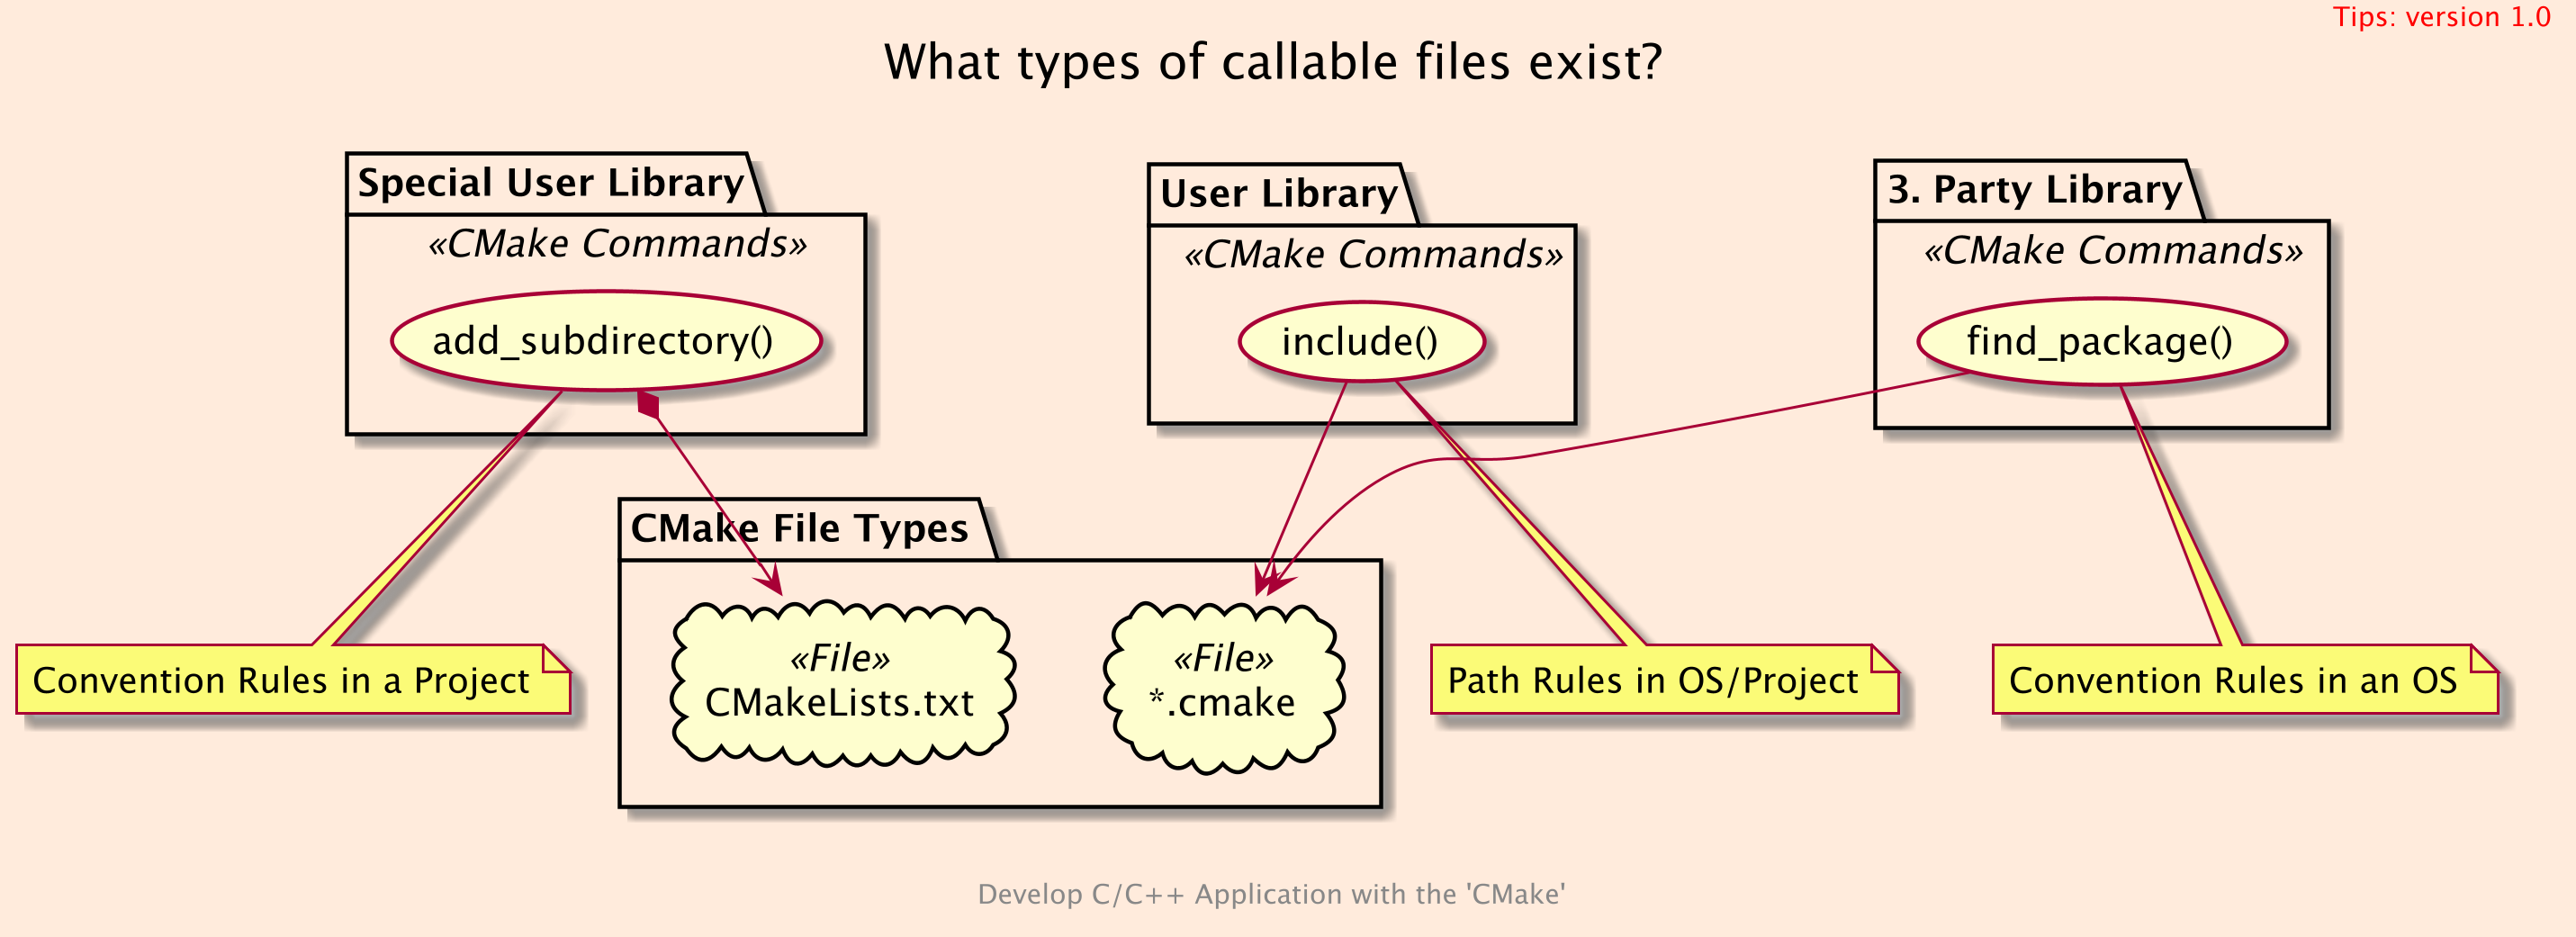 Tips: version 1.0
What types of callable files exist?
Special User Library
«CMake Commands»
add_subdirectory()
User Library
«CMake Commands»
include()
3. Party Library
«CMake Commands»
find_package()
CMake File Types
«File»
CMakeLists.txt
«File»
*.cmake
Convention Rules in a Project
Path Rules in OS/Project
Convention Rules in an OS
Develop C/C++ Application with the 'CMake'